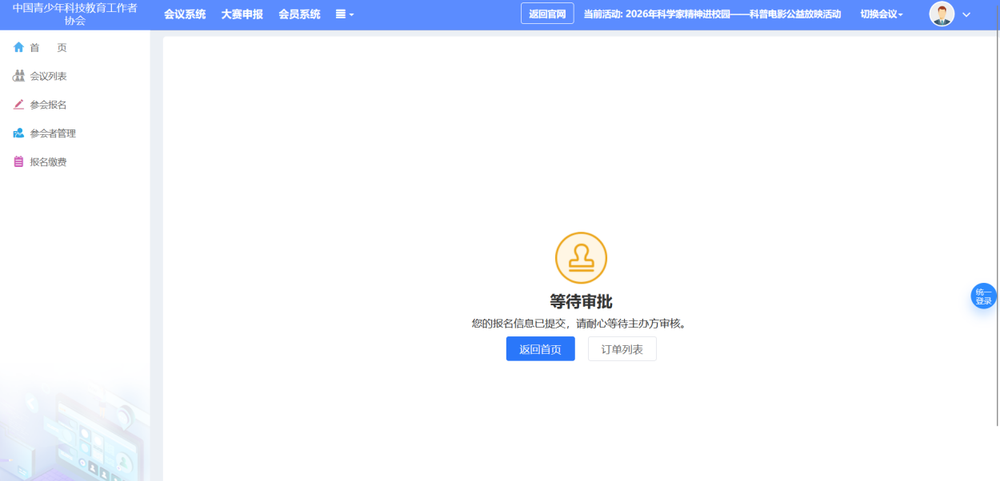 中国青少年科技教育工作者
协会
会议系统 大赛申报 会员系统
返回官网 当前活动: 2026年科学家精神进校园——科普电影公益放映活动 切换会议
首 页
会议列表
参会报名
参会者管理
报名缴费
等待审批
您的报名信息已提交，请耐心等待主办方审核。
返回首页 订单列表
统一
登录